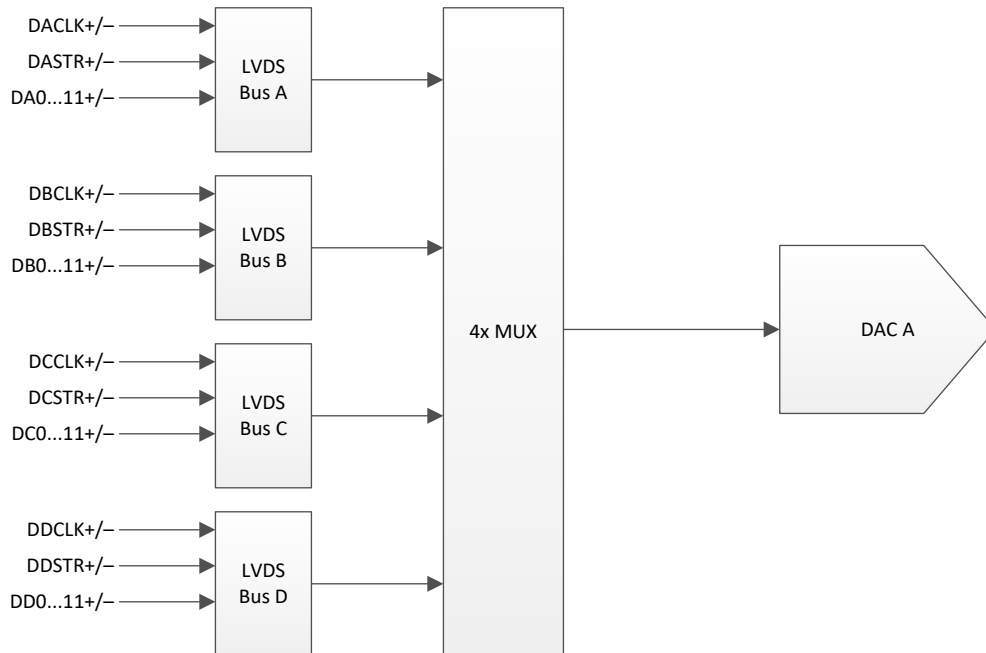 DACLK+/–
DASTR+/–
DA0...11+/–
LVDS
Bus A
DBCLK+/–
DBSTR+/–
DB0...11+/–
LVDS
Bus B
DCCLK+/–
DCSTR+/–
DC0...11+/–
LVDS
Bus C
DDCLK+/–
DDSTR+/–
DD0...11+/–
LVDS
Bus D
4x MUX
DAC A